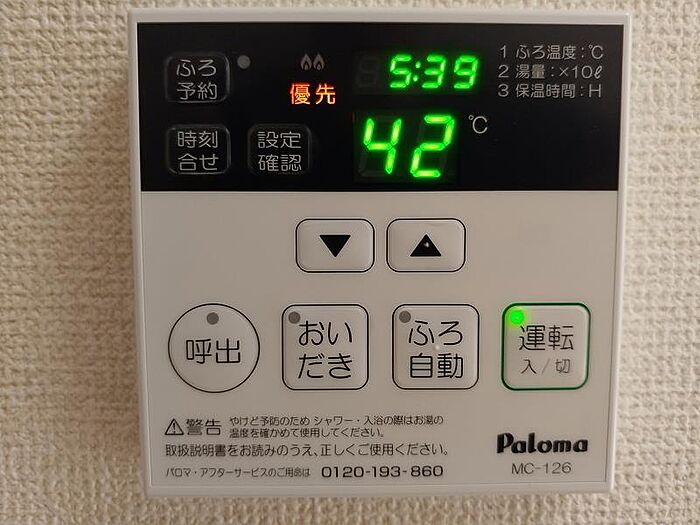 ふろ
予約
優先
5:39
1 ふろ温度:℃
2 湯量:×10ℓ
3 保温時間:H
時刻
合せ
設定
確認
42
℃
▼
▲
呼出
おい
だき
ふろ
自動
運転
入/切
⚠警告 やけど予防のため シャワー・入浴の際はお湯の
温度を確かめて使用してください。
取扱説明書をお読みのうえ、正しくご使用ください。
パロマ・アフターサービスのご用品は 0120-193-860
Paloma
MC-126